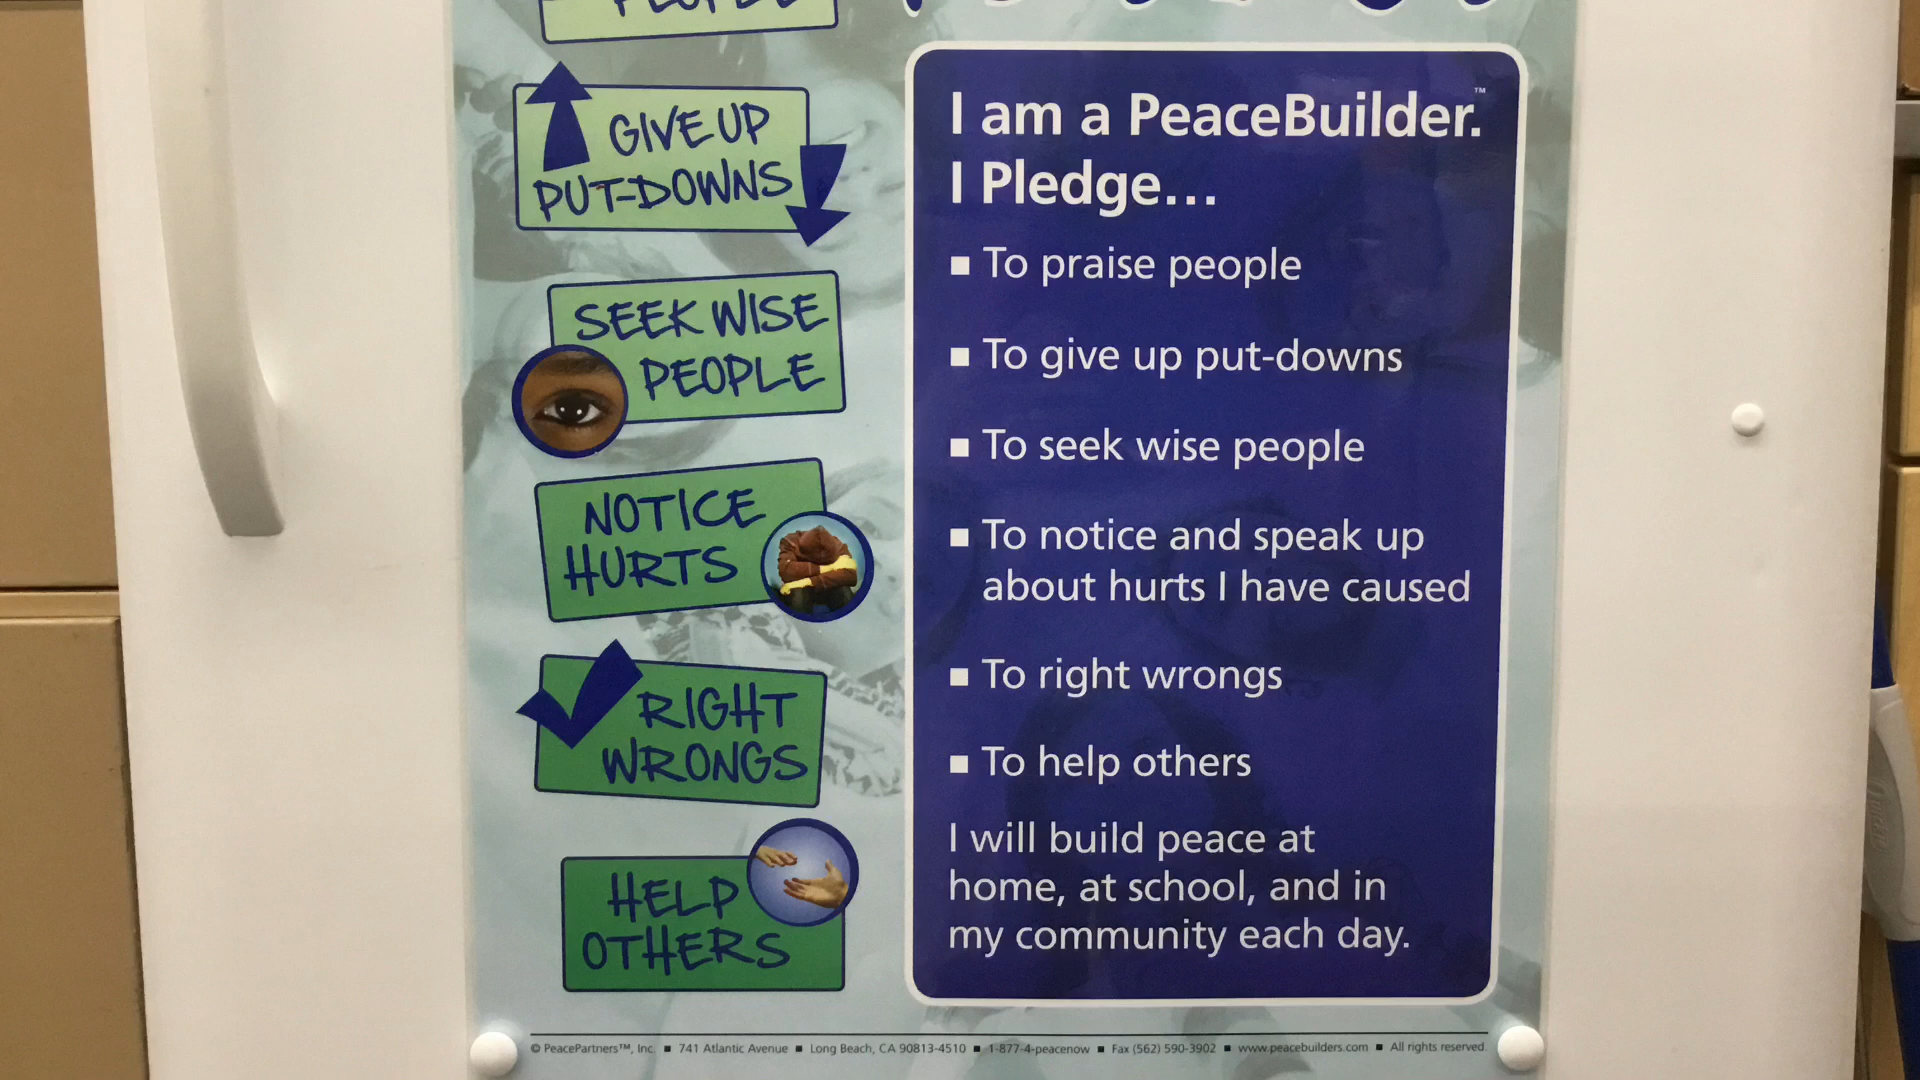 PEOPLE
GIVE UP
PUT-DOWNS
SEEK WISE
PEOPLE
NOTICE
HURTS
RIGHT
WRONGS
HELP
OTHERS
I am a PeaceBuilder.™
I Pledge...
▪ To praise people
▪ To give up put-downs
▪ To seek wise people
▪ To notice and speak up
about hurts I have caused
▪ To right wrongs
▪ To help others
I will build peace at
home, at school, and in
my community each day.
© PeacePartners™, Inc. ▪ 741 Atlantic Avenue ▪ Long Beach, CA 90813-4510 ▪ 1-877-4-peacenow ▪ Fax (562) 590-3902 ▪ www.peacebuilders.com ▪ All rights reserved.